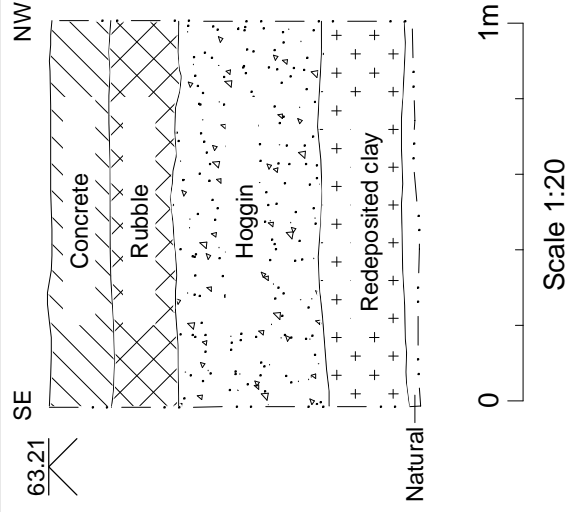 SE
NW
63.21
Concrete
Rubble
Hoggin
Redeposited clay
Natural
0
1m
Scale 1:20